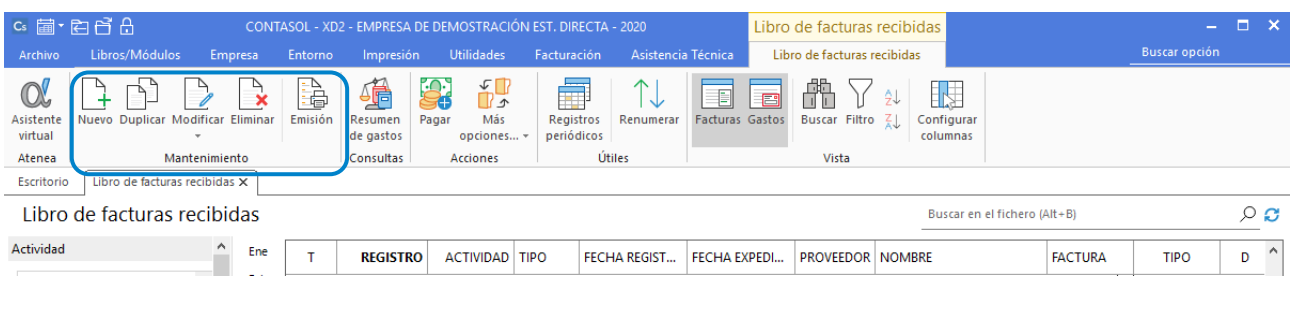 Cs CONTASOL - XD2 - EMPRESA DE DEMOSTRACIÓN EST. DIRECTA - 2020 Libro de facturas recibidas
Archivo Libros/Módulos Empresa Entorno Impresión Utilidades Facturación Asistencia Técnica Libro de facturas recibidas Buscar opción
Asistente virtual
Nuevo Duplicar Modificar Eliminar Emisión
Resumen de gastos
Pagar Más opciones...
Registros periódicos Renumerar
Facturas Gastos Buscar Filtro Configurar columnas
Atenea Mantenimiento Consultas Acciones Útiles Vista
Escritorio Libro de facturas recibidas
Libro de facturas recibidas Buscar en el fichero (Alt+B)
Actividad Ene T REGISTRO ACTIVIDAD TIPO FECHA REGIST... FECHA EXPEDI... PROVEEDOR NOMBRE FACTURA TIPO D